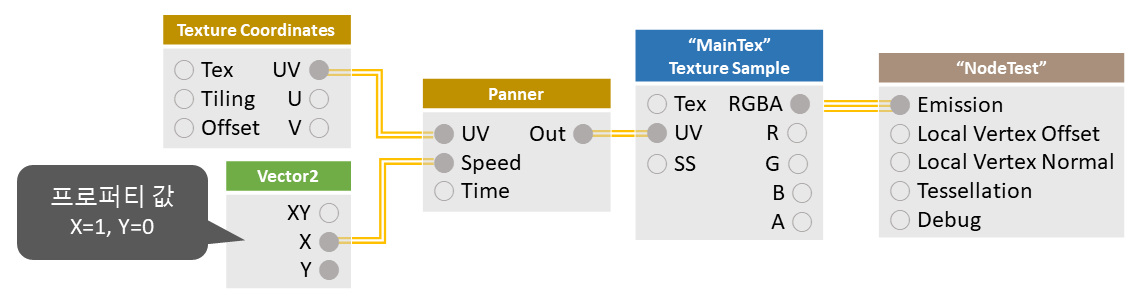 Texture Coordinates
Tex UV
Tiling U
Offset V
프로퍼티 값
X=1, Y=0
Vector2
XY
X
Y
Panner
UV Out
Speed
Time
“MainTex”
Texture Sample
Tex RGBA
UV R
SS G
B
A
“NodeTest”
Emission
Local Vertex Offset
Local Vertex Normal
Tessellation
Debug